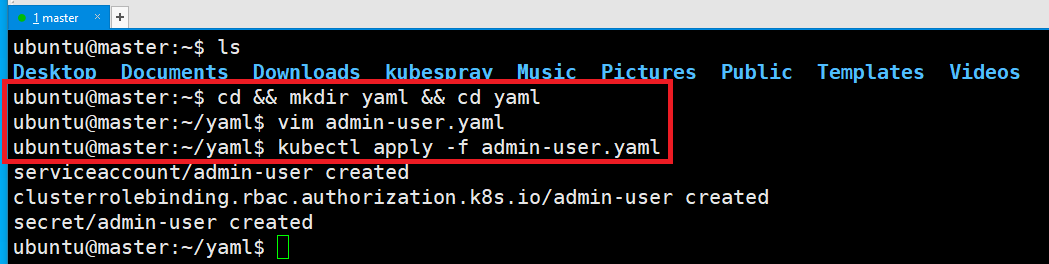 1 master × +
ubuntu@master:~$ ls
Desktop  Documents  Downloads  kubespray  Music  Pictures  Public  Templates  Videos
ubuntu@master:~$ cd && mkdir yaml && cd yaml
ubuntu@master:~/yaml$ vim admin-user.yaml
ubuntu@master:~/yaml$ kubectl apply -f admin-user.yaml
serviceaccount/admin-user created
clusterrolebinding.rbac.authorization.k8s.io/admin-user created
secret/admin-user created
ubuntu@master:~/yaml$